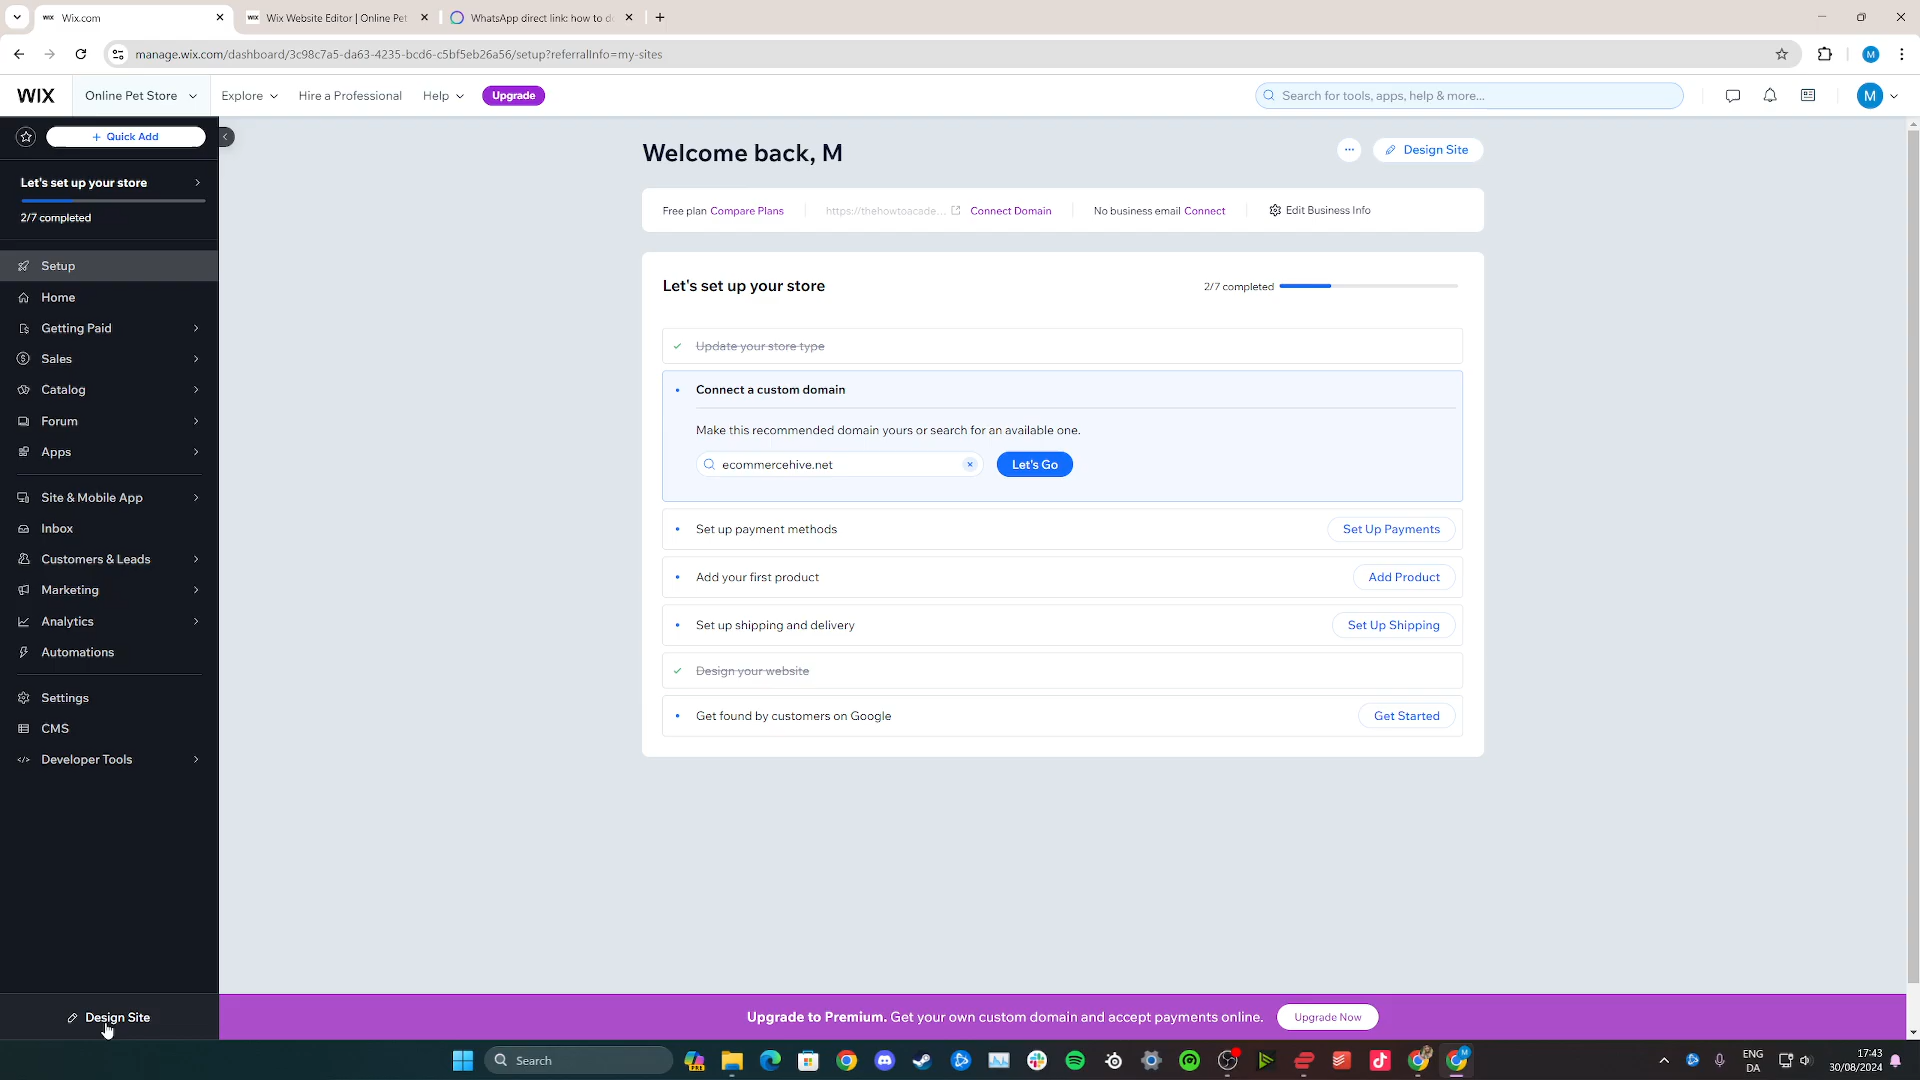 WIX Wix.com
WIX Wix Website Editor | Online Pet
WhatsApp direct link: how to do
manage.wix.com/dashboard/3c98c7a5-da63-4235-bcd6-c5bf5eb26a56/setup?referralInfo=my-sites
M
WIX
Online Pet Store
Explore
Hire a Professional
Help
Upgrade
Search for tools, apps, help & more...
M
+ Quick Add
Let's set up your store
2/7 completed
Setup
Home
Getting Paid
Sales
Catalog
Forum
Apps
Site & Mobile App
Inbox
Customers & Leads
Marketing
Analytics
Automations
Settings
CMS
Developer Tools
Design Site
Welcome back, M
... Design Site
Free plan Compare Plans
https://thehowtoacade... Connect Domain
No business email Connect
Edit Business Info
Let's set up your store
2/7 completed
Update your store type
Connect a custom domain
Make this recommended domain yours or search for an available one.
ecommercehive.net
Let's Go
Set up payment methods
Set Up Payments
Add your first product
Add Product
Set up shipping and delivery
Set Up Shipping
Design your website
Get found by customers on Google
Get Started
Upgrade to Premium. Get your own custom domain and accept payments online.
Upgrade Now
Search
PRE
M
ENG
DA
17:43
30/08/2024